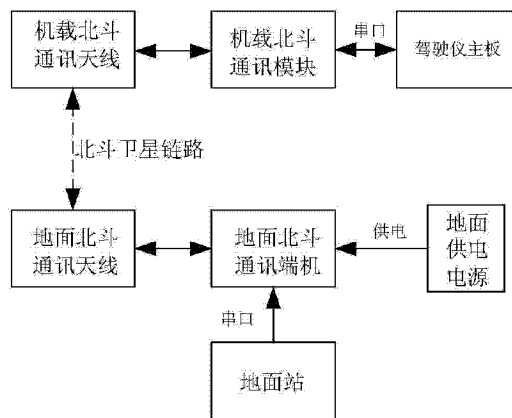 机载北斗
通讯天线
机载北斗
通讯模块
串口
驾驶仪主板
北斗卫星链路
地面北斗
通讯天线
地面北斗
通讯端机
供电
地面
供电
电源
串口
地面站